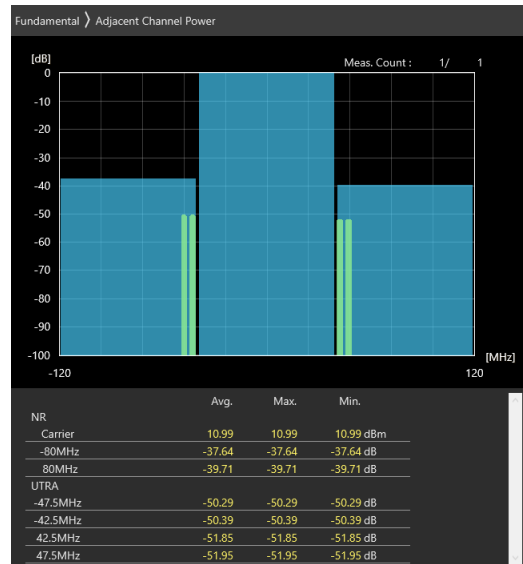 Fundamental 〉 Adjacent Channel Power
[dB]
Meas. Count : 1/ 1
0
-10
-20
-30
-40
-50
-60
-70
-80
-90
-100
[MHz]
-120 120
Avg. Max. Min.
NR
Carrier 10.99 10.99 10.99 dBm
-80MHz -37.64 -37.64 -37.64 dB
80MHz -39.71 -39.71 -39.71 dB
UTRA
-47.5MHz -50.29 -50.29 -50.29 dB
-42.5MHz -50.39 -50.39 -50.39 dB
42.5MHz -51.85 -51.85 -51.85 dB
47.5MHz -51.95 -51.95 -51.95 dB